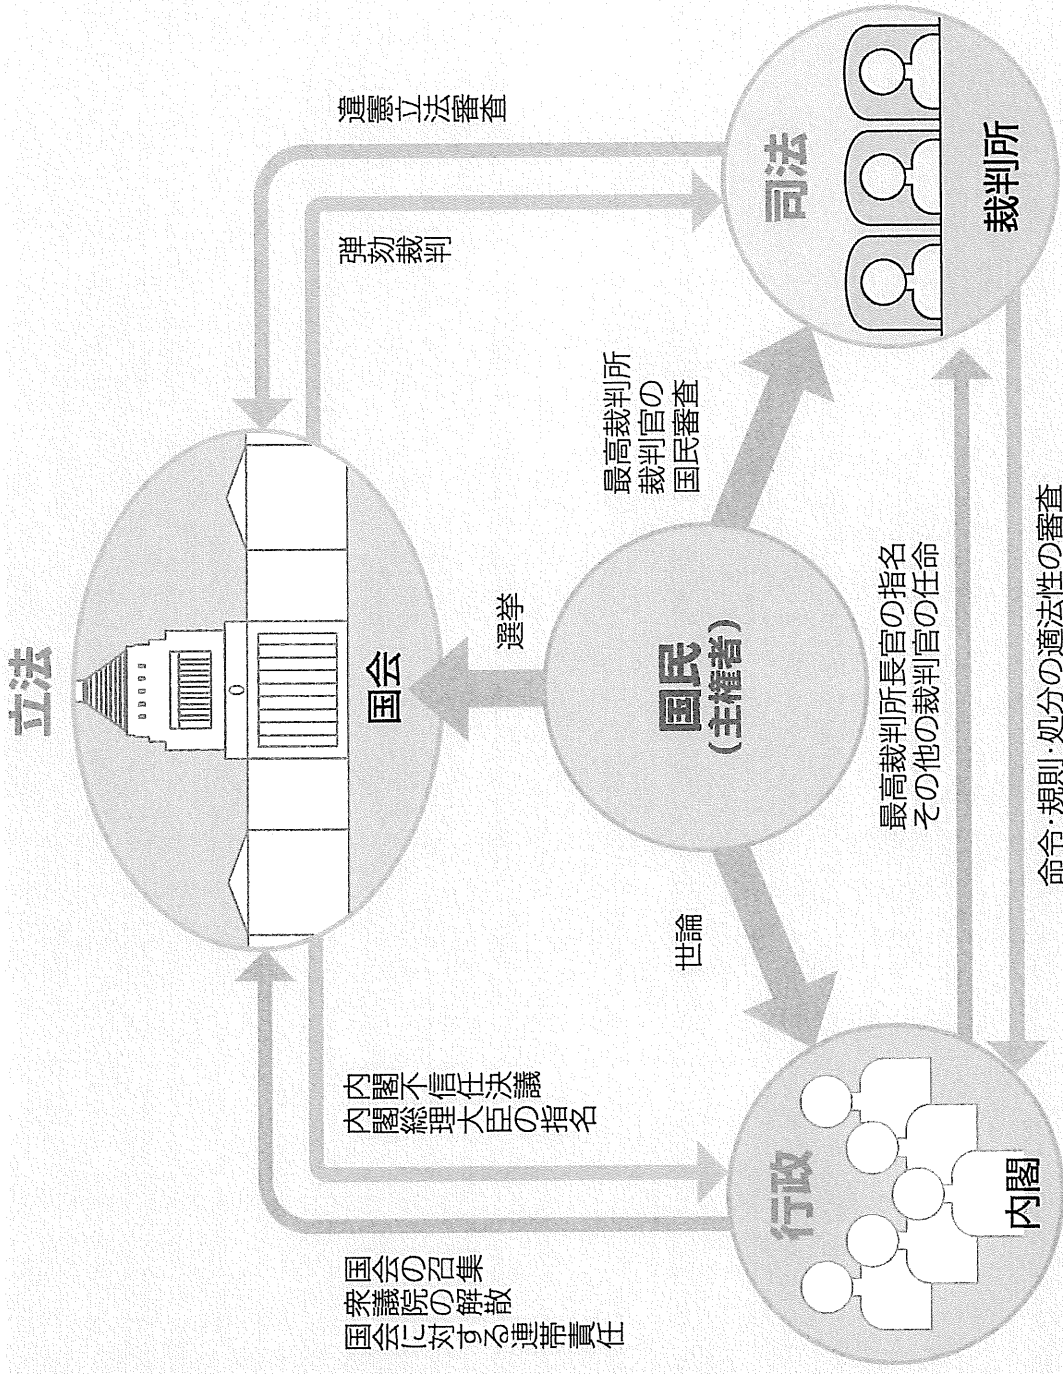 立法
国会
国会の召集
衆議院の解散
国会に対する連帯責任
内閣不信任決議
内閣総理大臣の指名
弾劾裁判
違憲立法審査
選挙
国民
(主権者)
世論
最高裁判所
裁判官の
国民審査
行政
内閣
司法
裁判所
最高裁判所長官の指名
その他の裁判官の任命
命令・規則・処分の適法性の審査